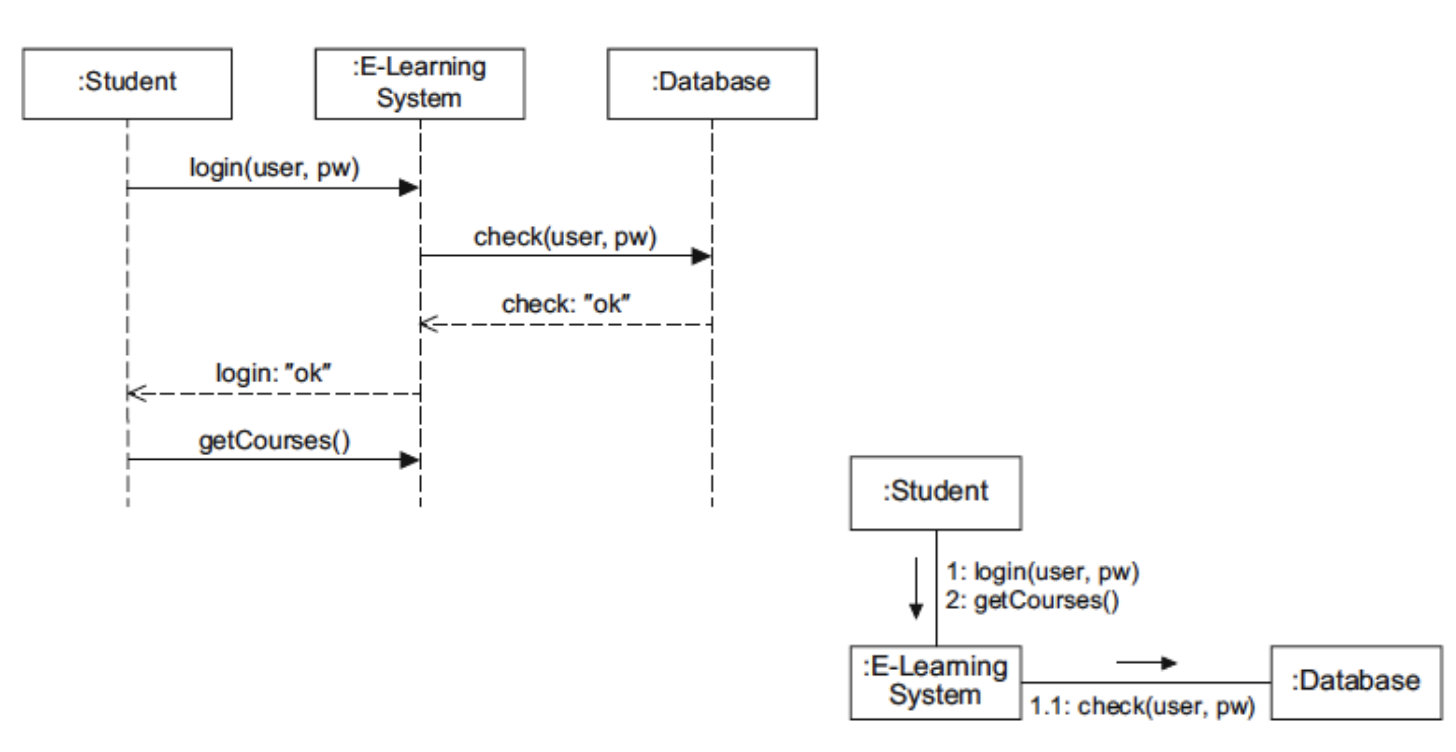 :Student
:E-Learning
System
:Database
login(user, pw)
check(user, pw)
check: "ok"
login: "ok"
getCourses()
:Student
1: login(user, pw)
2: getCourses()
:E-Learning
System
:Database
1.1: check(user, pw)